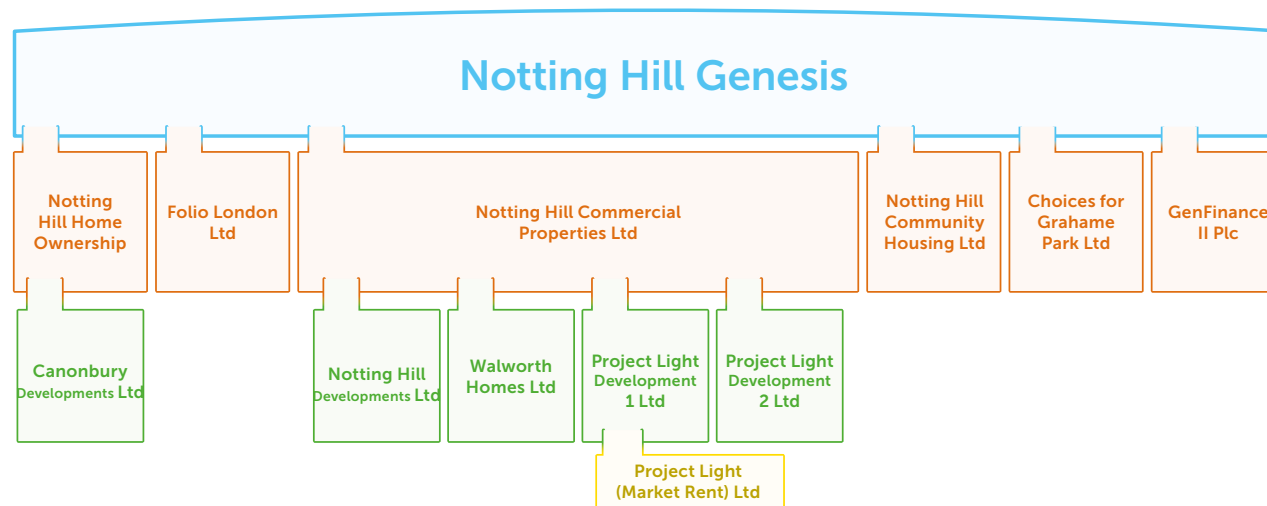 Notting Hill Genesis
Notting
Hill Home
Ownership
Folio London
Ltd
Notting Hill Commercial
Properties Ltd
Notting Hill
Community
Housing Ltd
Choices for
Grahame
Park Ltd
GenFinance
II Plc
Canonbury
Developments Ltd
Notting Hill
Developments Ltd
Walworth
Homes Ltd
Project Light
Development
1 Ltd
Project Light
Development
2 Ltd
Project Light
(Market Rent) Ltd